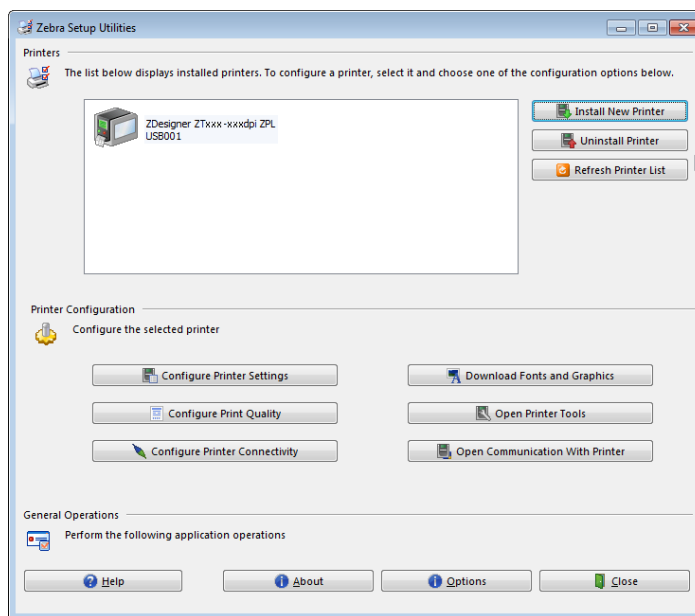 Zebra Setup Utilities
Printers
The list below displays installed printers. To configure a printer, select it and choose one of the configuration options below.
ZDesigner ZTxxx-xxxdpi ZPL
USB001
Install New Printer
Uninstall Printer
Refresh Printer List
Printer Configuration
Configure the selected printer
Configure Printer Settings
Download Fonts and Graphics
Configure Print Quality
Open Printer Tools
Configure Printer Connectivity
Open Communication With Printer
General Operations
Perform the following application operations
Help
About
Options
Close